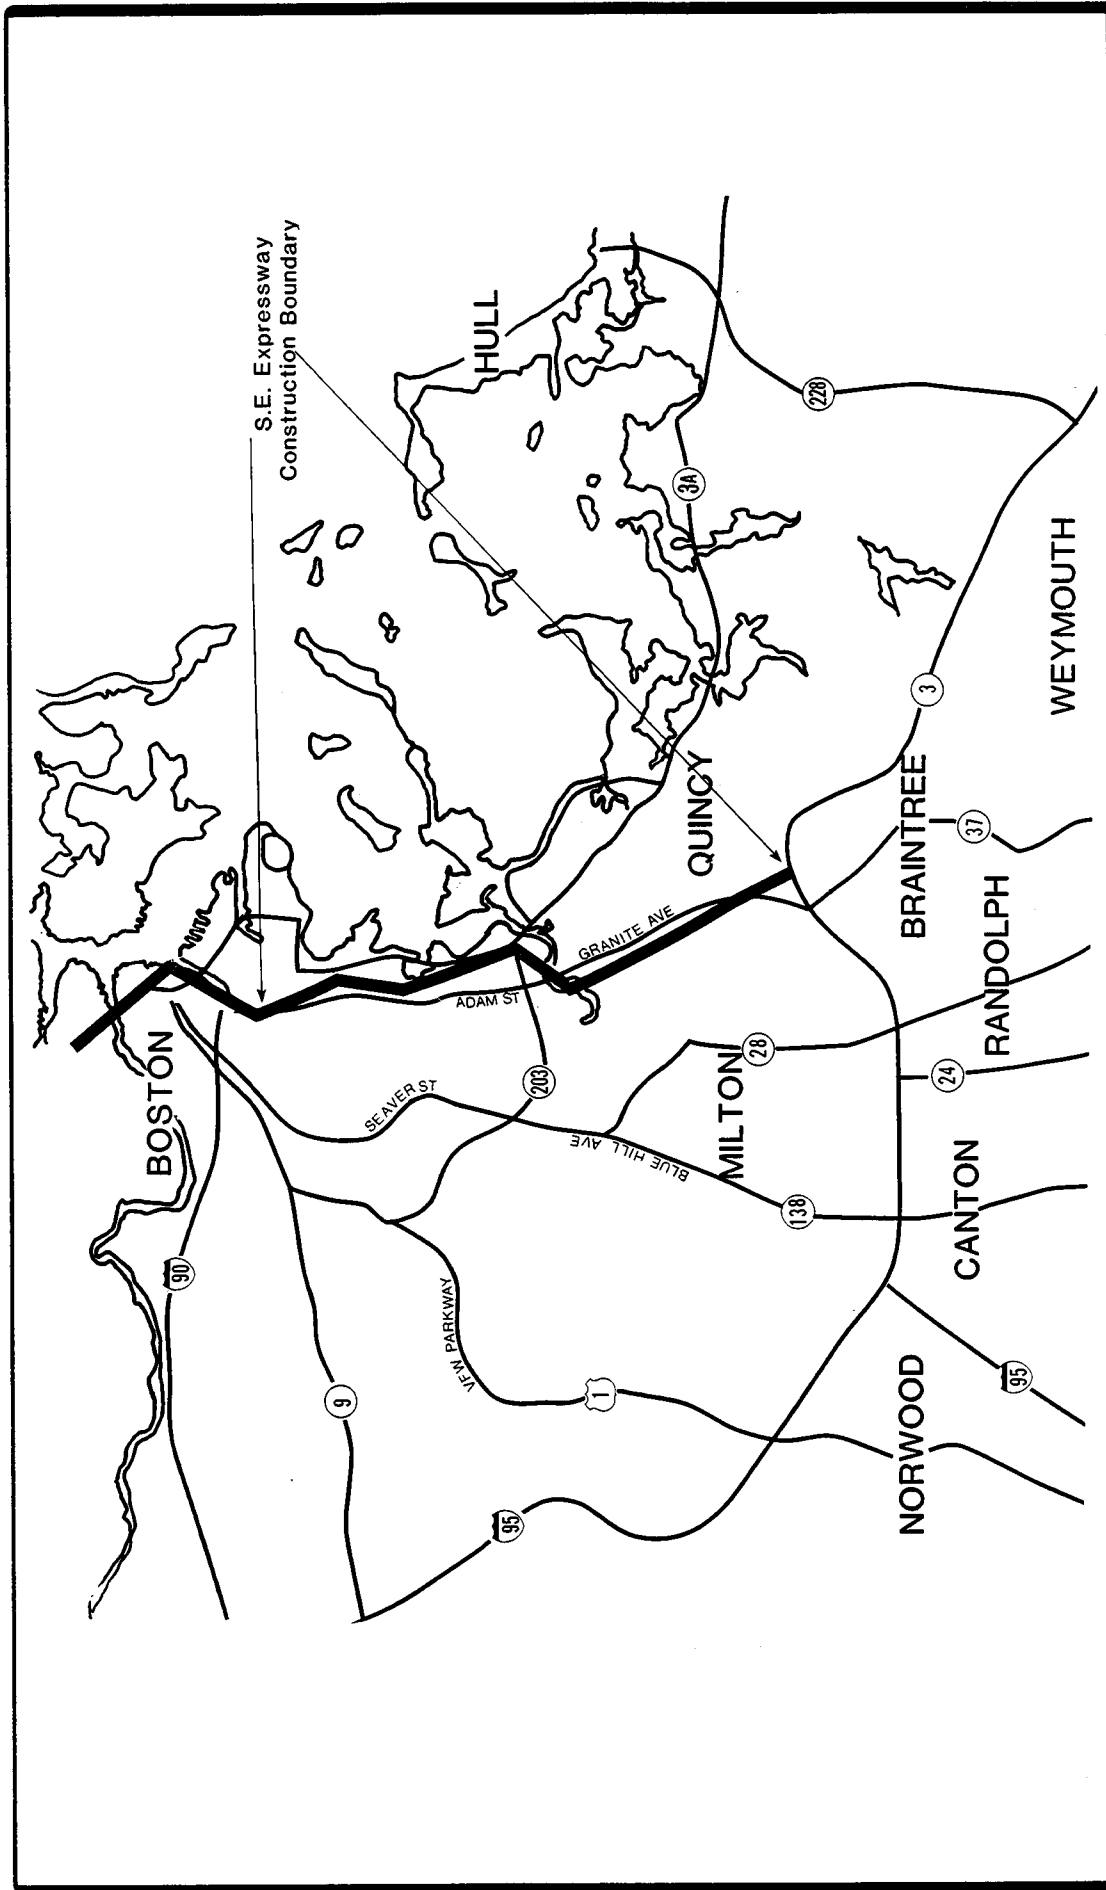 S.E. Expressway
Construction Boundary
HULL
BOSTON
QUINCY
MILTON
BRAINTREE
RANDOLPH
WEYMOUTH
CANTON
NORWOOD
ADAM ST
GRANITE AVE
SEAVER ST
BLUE HILL AVE
VFW PARKWAY
90
9
95
1
203
138
28
24
37
3
3A
228
95